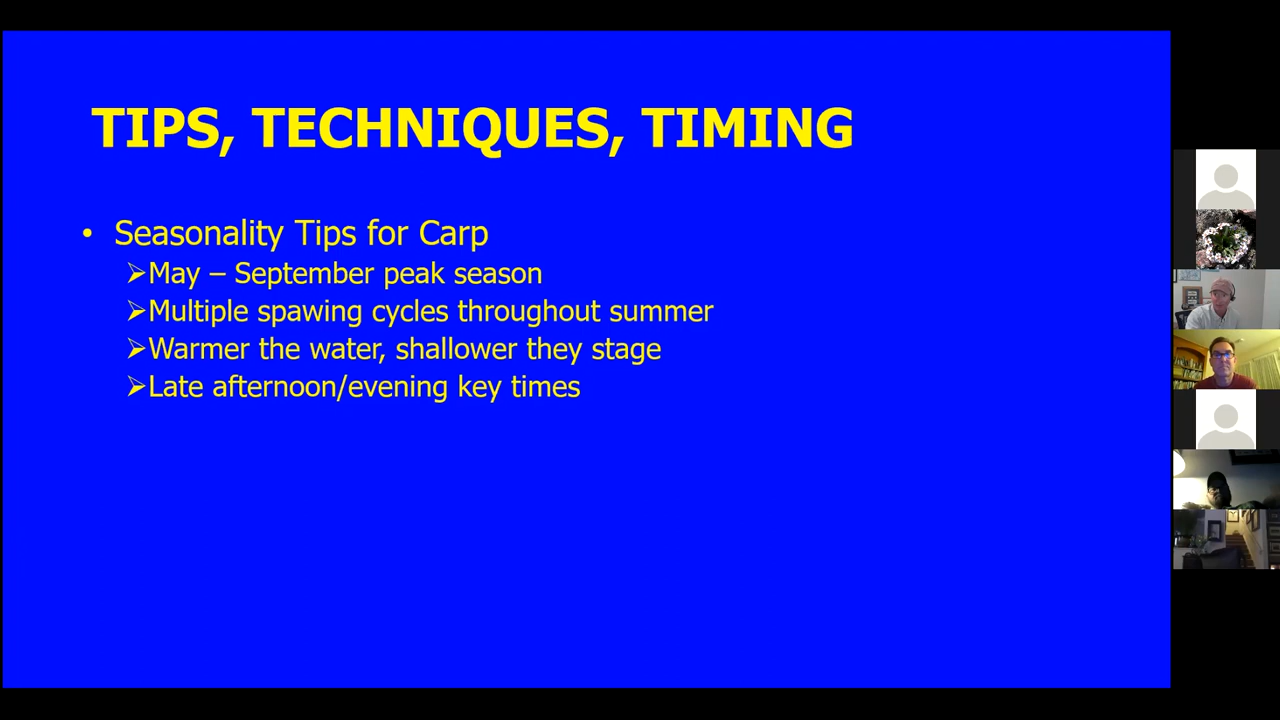 TIPS, TECHNIQUES, TIMING
• Seasonality Tips for Carp
➢May – September peak season
➢Multiple spawing cycles throughout summer
➢Warmer the water, shallower they stage
➢Late afternoon/evening key times